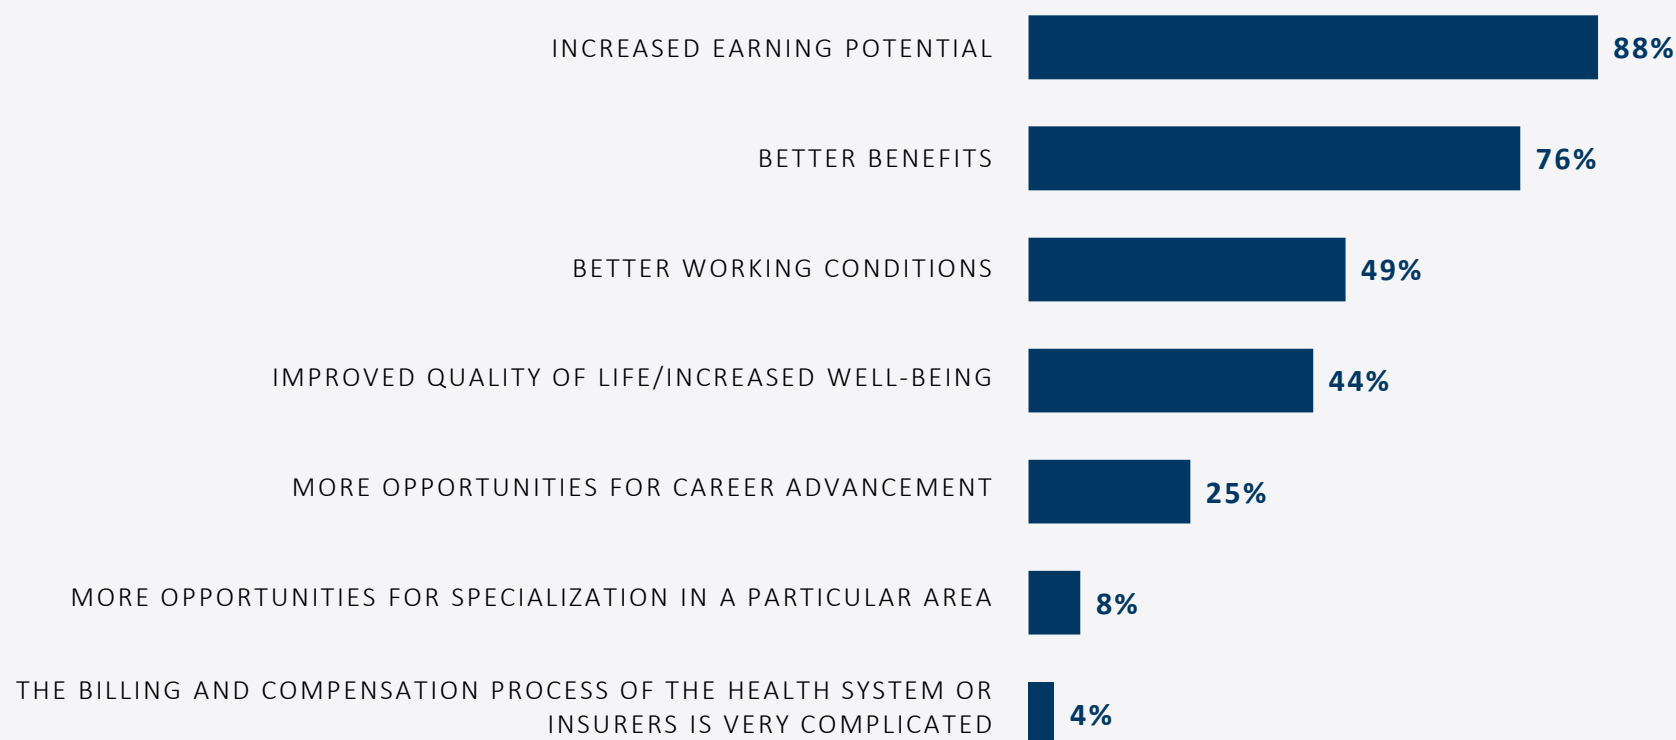 INCREASED EARNING POTENTIAL 88%
BETTER BENEFITS 76%
BETTER WORKING CONDITIONS 49%
IMPROVED QUALITY OF LIFE/INCREASED WELL-BEING 44%
MORE OPPORTUNITIES FOR CAREER ADVANCEMENT 25%
MORE OPPORTUNITIES FOR SPECIALIZATION IN A PARTICULAR AREA 8%
THE BILLING AND COMPENSATION PROCESS OF THE HEALTH SYSTEM OR
INSURERS IS VERY COMPLICATED 4%